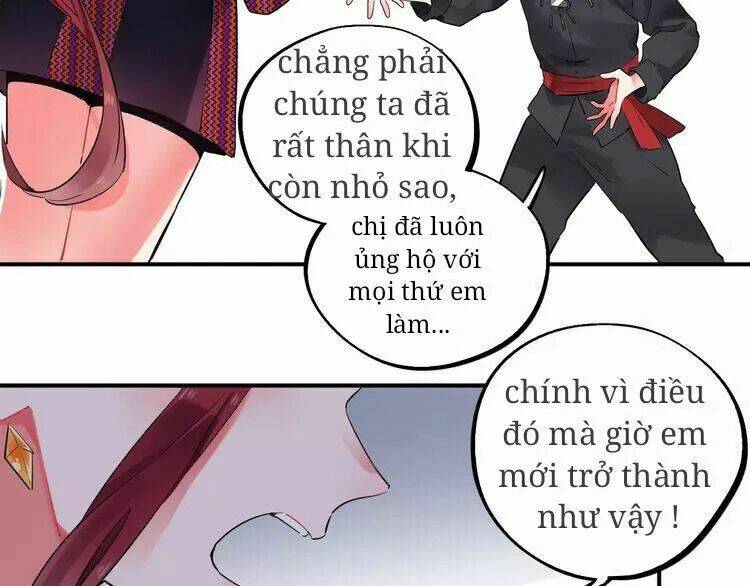 chẳng phải
chúng ta đã
rất thân khi
còn nhỏ sao,
chị đã luôn
ủng hộ với
mọi thứ em
làm...
chính vì điều
đó mà giờ em
mới trở thành
như vậy !